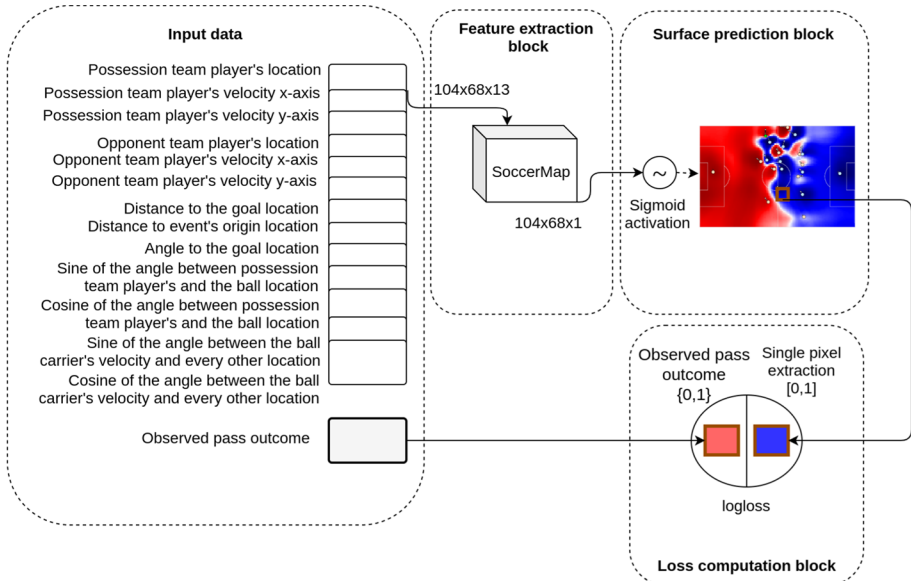 Input data
Possession team player's location
Possession team player's velocity x-axis
Possession team player's velocity y-axis
Opponent team player's location
Opponent team player's velocity x-axis
Opponent team player's velocity y-axis
Distance to the goal location
Distance to event's origin location
Angle to the goal location
Sine of the angle between possession
team player's and the ball location
Cosine of the angle between possession
team player's and the ball location
Sine of the angle between the ball
carrier's velocity and every other location
Cosine of the angle between the ball
carrier's velocity and every other location
Observed pass outcome
Feature extraction
block
104x68x13
SoccerMap
104x68x1
Surface prediction block
~
Sigmoid
activation
Observed pass
outcome
{0,1}
Single pixel
extraction
[0,1]
logloss
Loss computation block